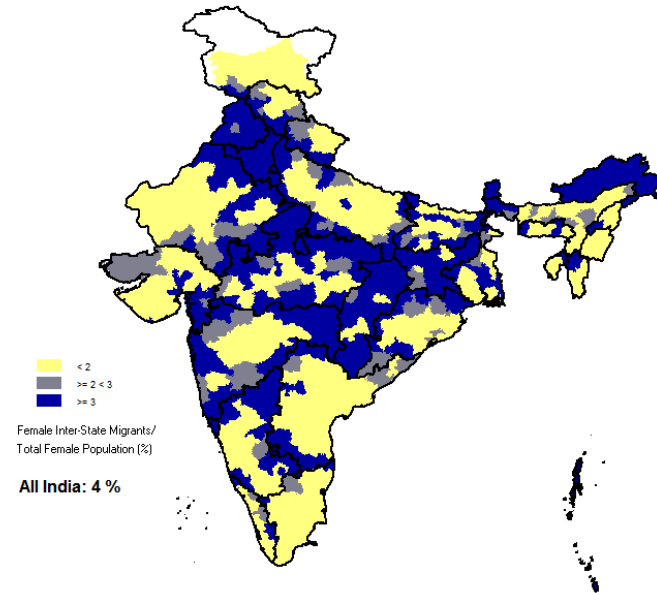 < 2
>= 2 < 3
>= 3
Female Inter-State Migrants/
Total Female Population (%)
All India: 4 %